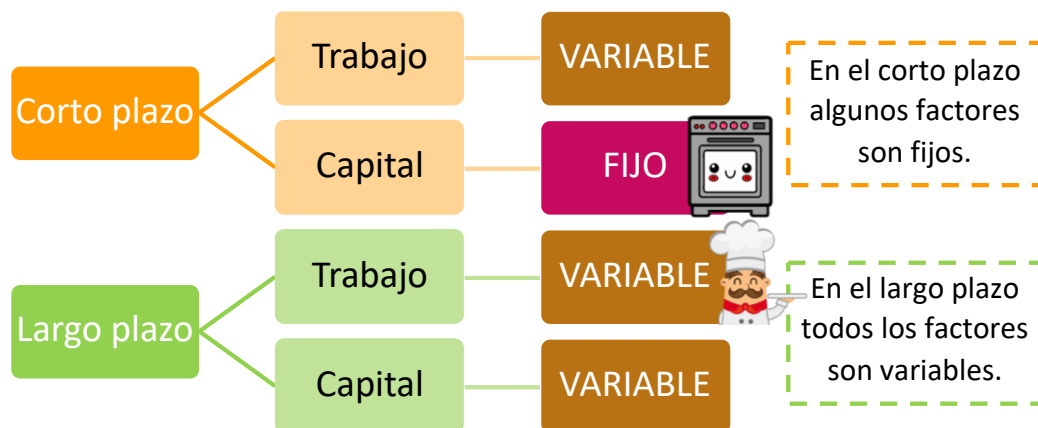 Corto plazo
Trabajo
VARIABLE
Capital
FIJO
En el corto plazo
algunos factores
son fijos.
Largo plazo
Trabajo
VARIABLE
Capital
VARIABLE
En el largo plazo
todos los factores
son variables.